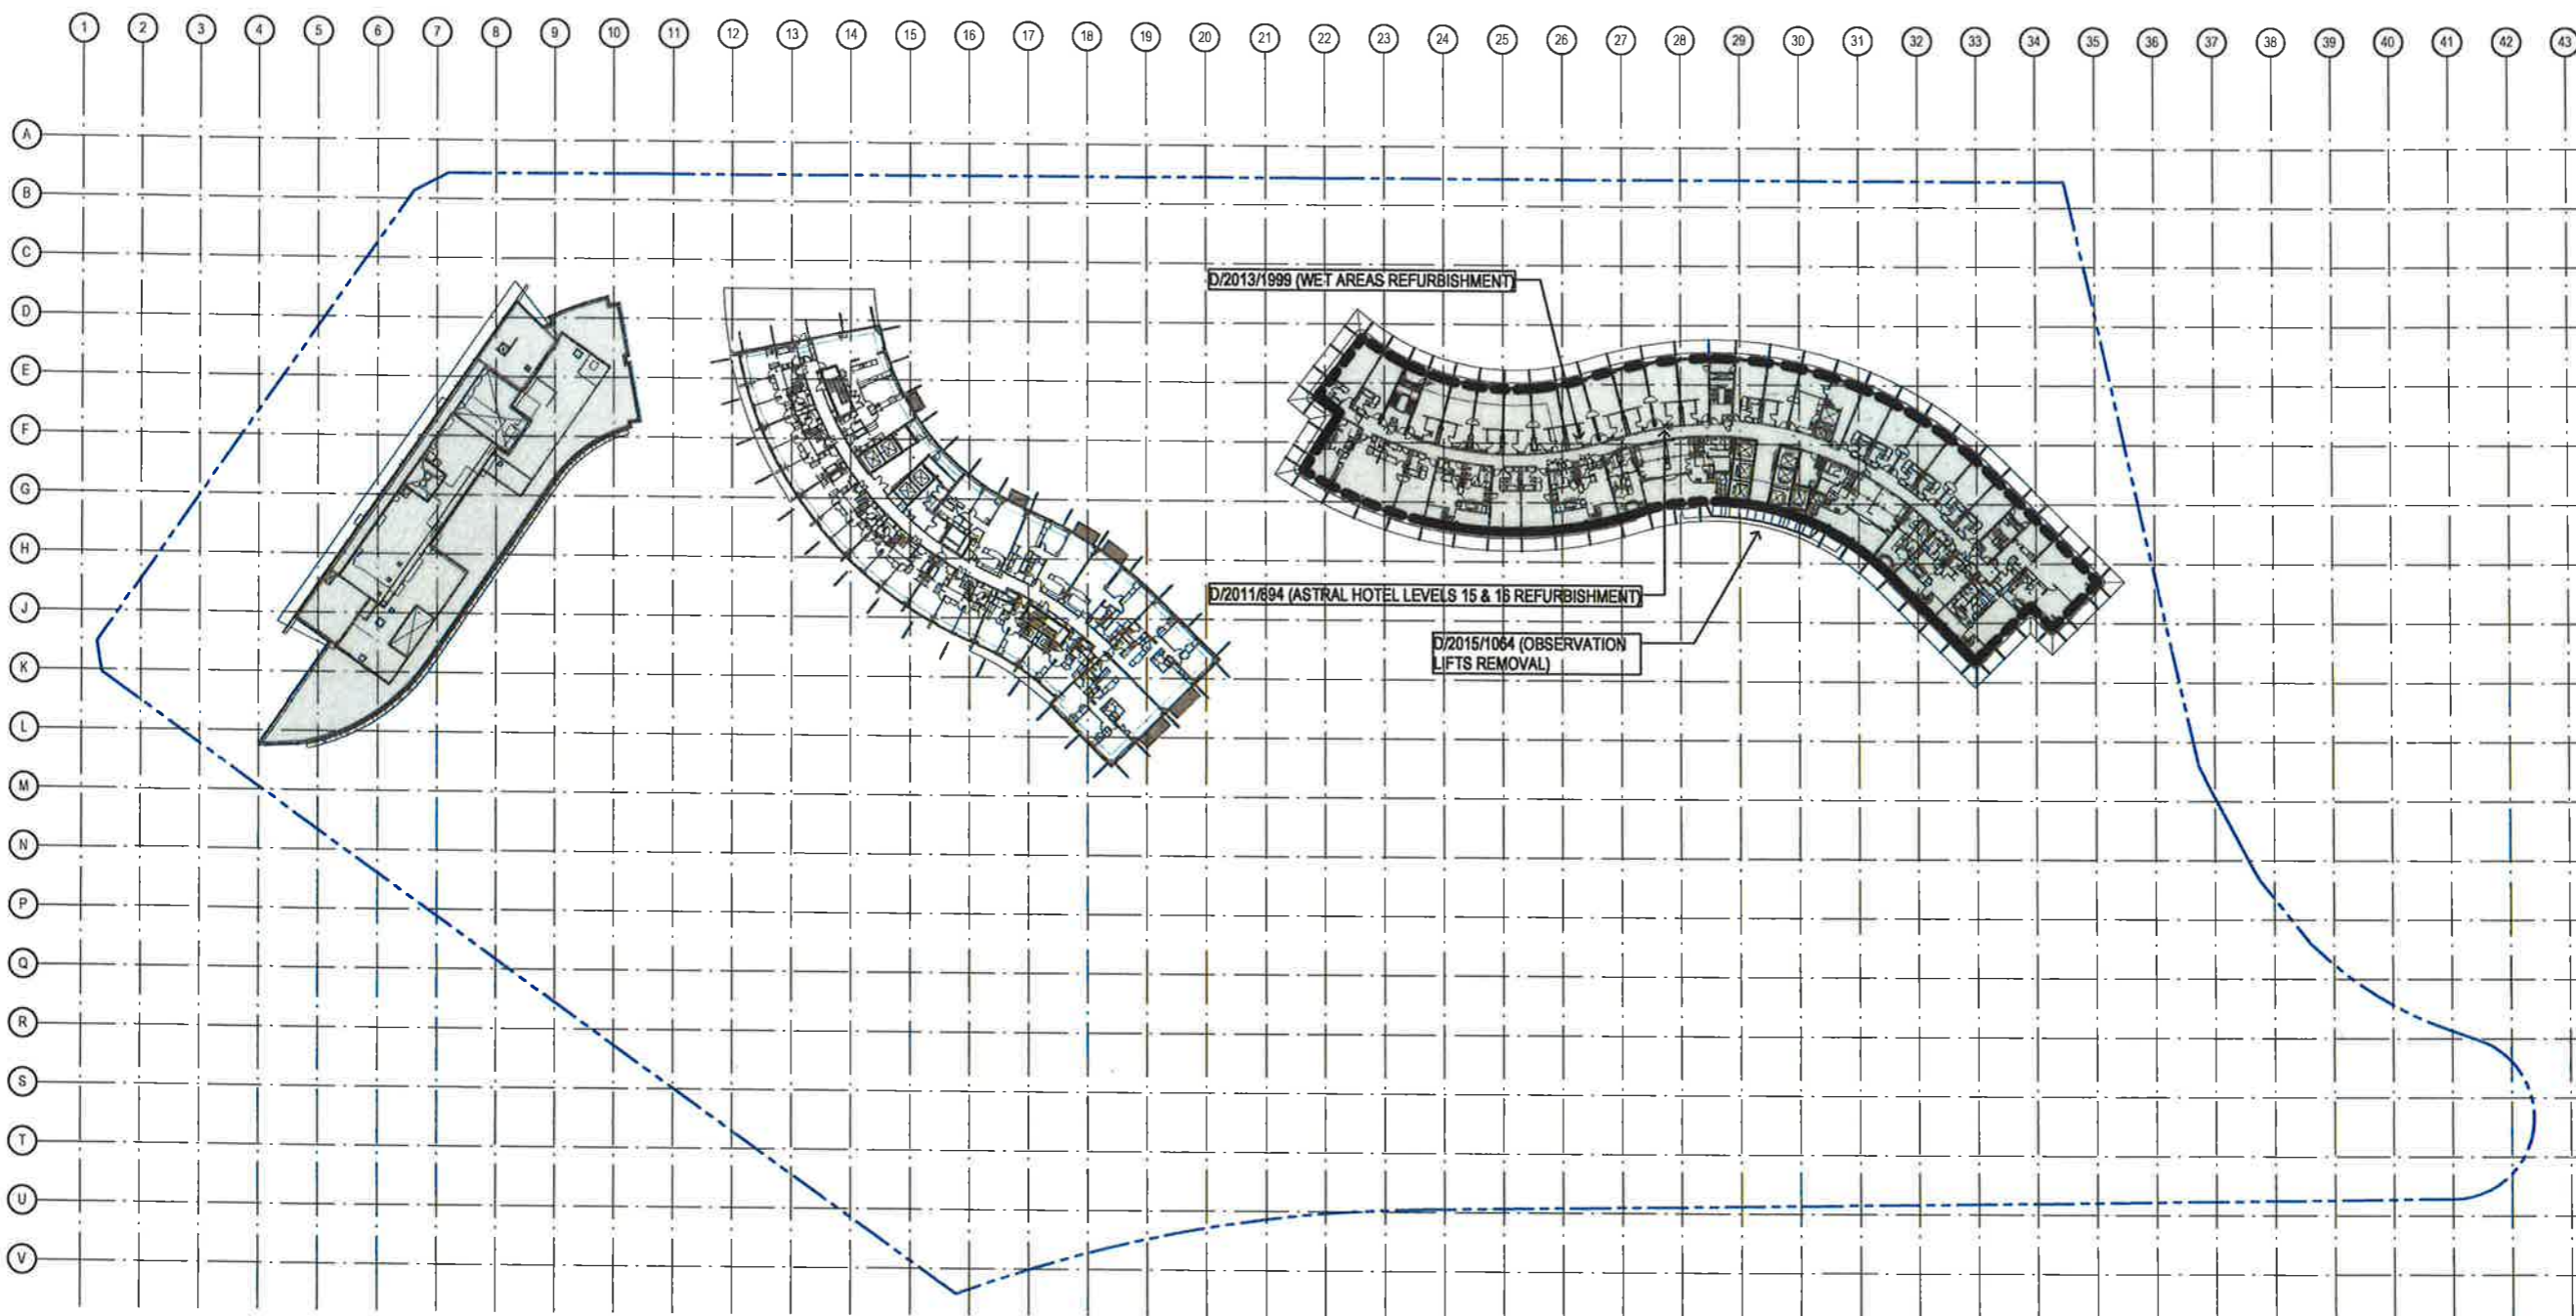 1 2 3 4 5 6 7 8 9 10 11 12 13 14 15 16 17 18 19 20 21 22 23 24 25 26 27 28 29 30 31 32 33 34 35 36 37 38 39 40 41 42 43
A
B
C
D/2013/1999 (WET AREAS REFURBISHMENT)
D
E
F
G
H
D/2011/894 (ASTRAL HOTEL LEVELS 15 & 16 REFURBISHMENT)
J
D/2015/1064 (OBSERVATION
LIFTS REMOVAL)
K
L
M
N
P
Q
R
S
T
U
V